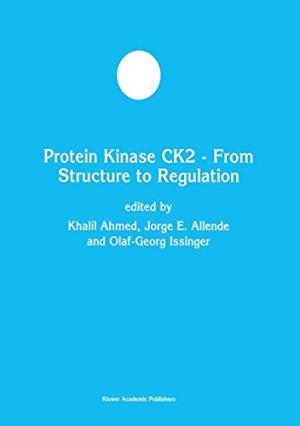 Protein Kinase CK2 - From
Structure to Regulation
edited by
Khalil Ahmed, Jorge E. Allende
and Olaf-Georg Issinger
Kluwer Academic Publishers